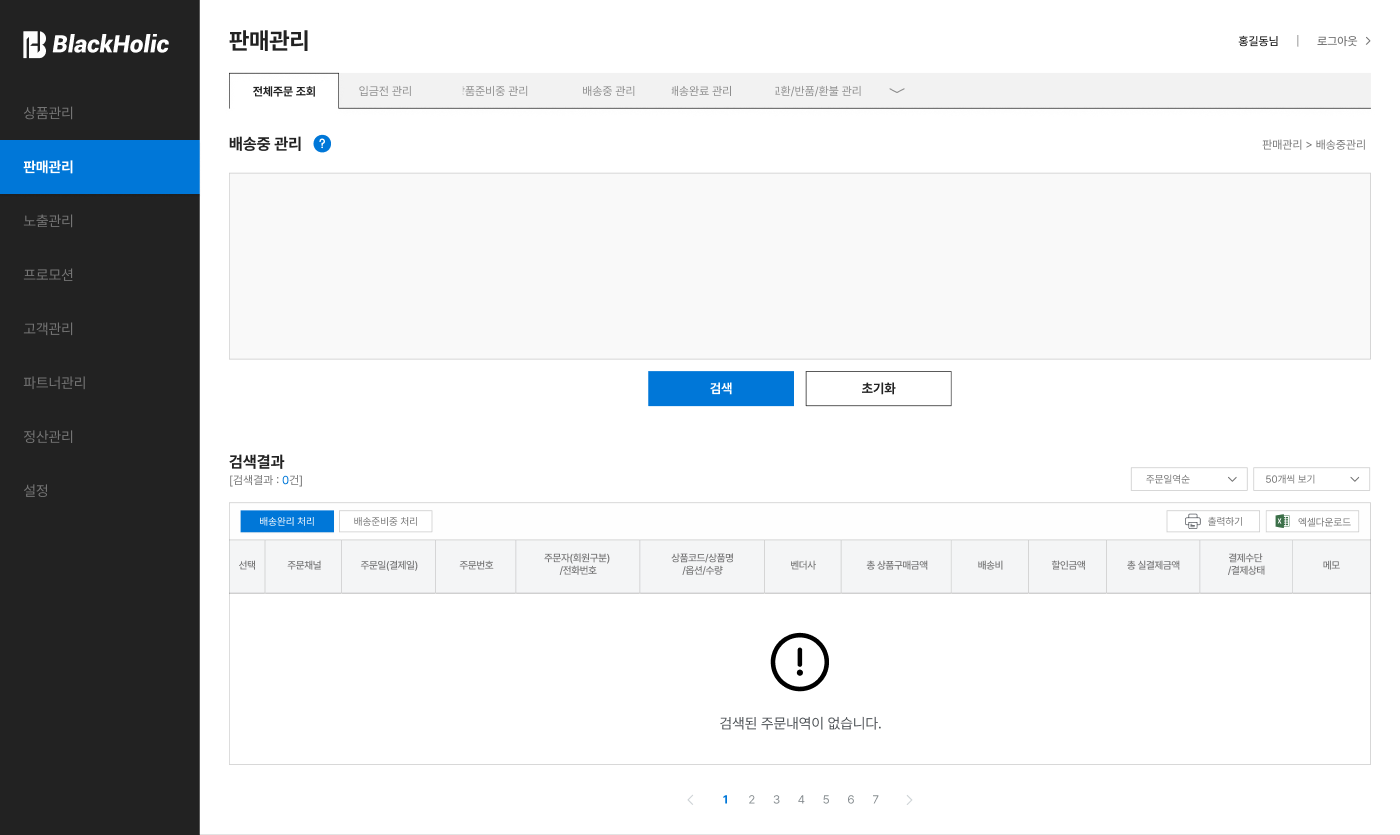 BlackHolic
상품관리
판매관리
노출관리
프로모션
고객관리
파트너관리
정산관리
설정
판매관리
홍길동님 | 로그아웃 >
전체주문 조회 입금전 관리 품준비중 관리 배송중 관리 배송완료 관리 교환/반품/환불 관리
배송중 관리 ?
판매관리 > 배송중관리
검색 초기화
검색결과
[검색결과 : 0건]
주문일역순 50개씩 보기
배송완리 처리 배송준비중 처리 출력하기 엑셀다운로드
선택 주문채널 주문일(결제일) 주문번호 주문자(회원구분) /전화번호 상품코드/상품명 /옵션/수량 벤더사 총 상품구매금액 배송비 할인금액 총 실결제금액 결제수단 /결제상태 메모
검색된 주문내역이 없습니다.
< 1 2 3 4 5 6 7 >